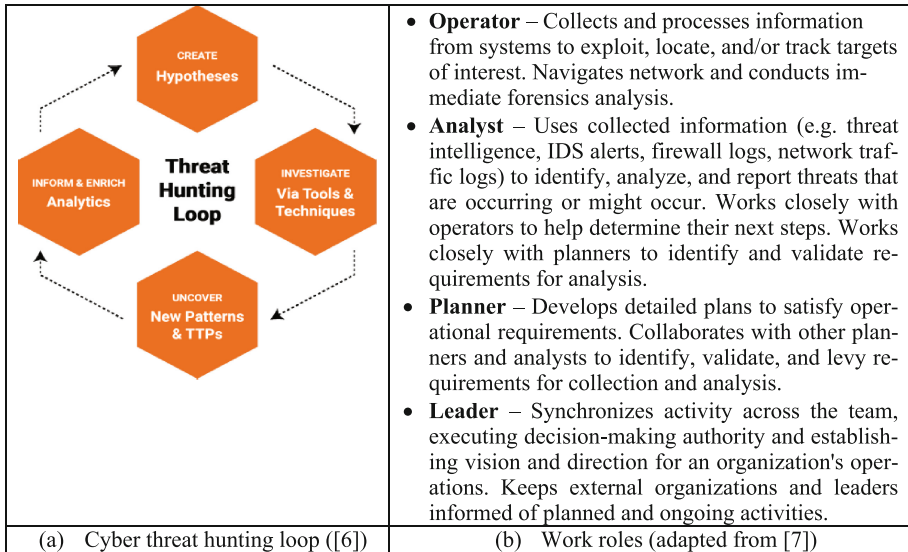 CREATE
Hypotheses
INVESTIGATE
Via Tools &
Techniques
UNCOVER
New Patterns
& TTPs
INFORM & ENRICH
Analytics
Threat
Hunting
Loop
(a) Cyber threat hunting loop ([6])
• Operator – Collects and processes information
from systems to exploit, locate, and/or track targets
of interest. Navigates network and conducts im-
mediate forensics analysis.
• Analyst – Uses collected information (e.g. threat
intelligence, IDS alerts, firewall logs, network traf-
fic logs) to identify, analyze, and report threats that
are occurring or might occur. Works closely with
operators to help determine their next steps. Works
closely with planners to identify and validate re-
quirements for analysis.
• Planner – Develops detailed plans to satisfy oper-
ational requirements. Collaborates with other plan-
ners and analysts to identify, validate, and levy re-
quirements for collection and analysis.
• Leader – Synchronizes activity across the team,
executing decision-making authority and establish-
ing vision and direction for an organization's oper-
ations. Keeps external organizations and leaders
informed of planned and ongoing activities.
(b) Work roles (adapted from [7])